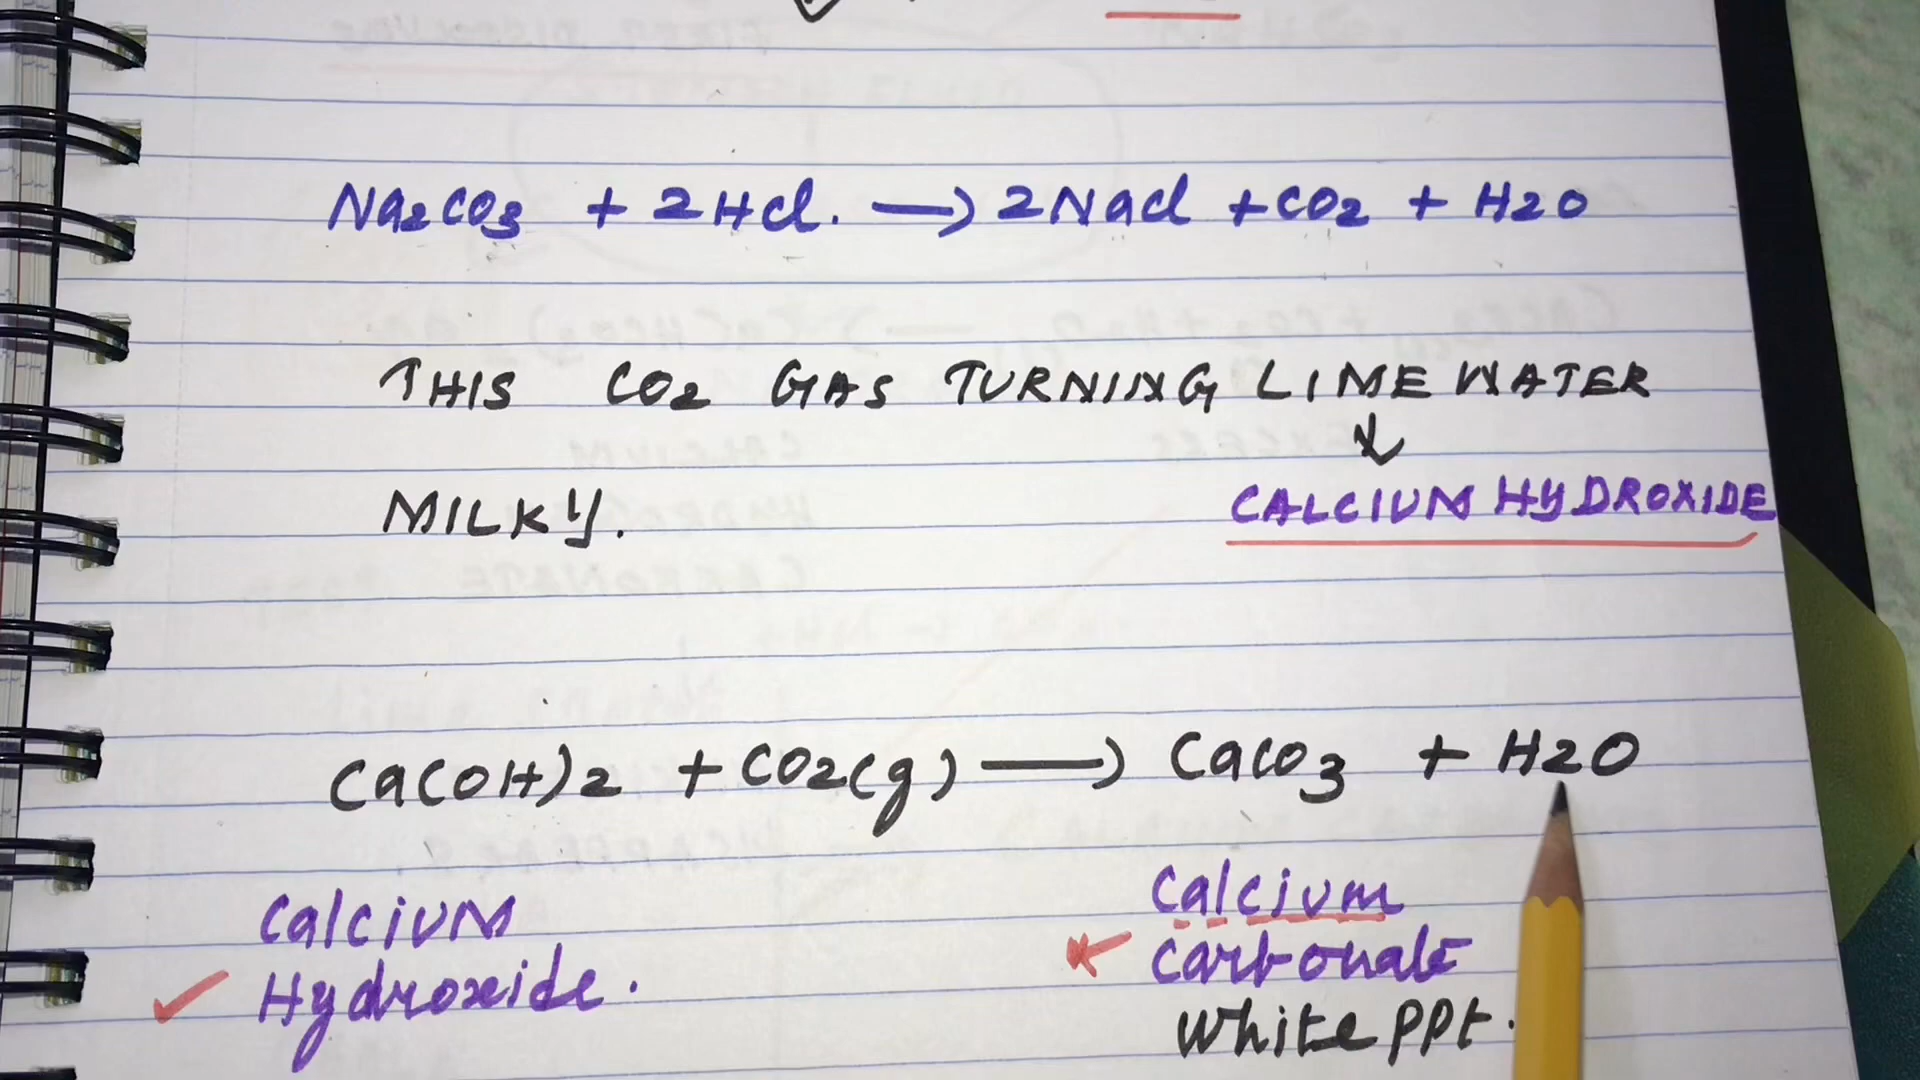 Na2CO3 + 2HCl. → 2NaCl + CO2 + H2O
THIS CO2 GAS TURNING LIME WATER
MILKY.
CALCIUM HYDROXIDE
Ca(OH)2 + CO2(g) → CaCO3 + H2O
Calcium
Hydroxide.
Calcium
Carbonate
White ppt.